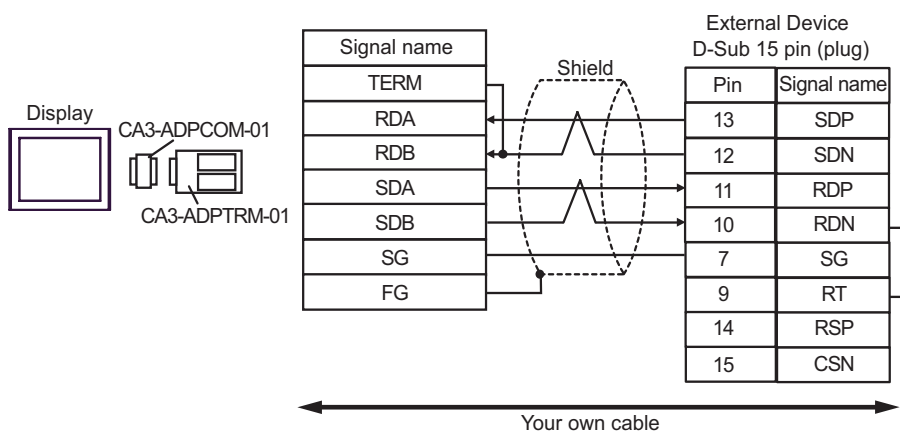 External Device
D-Sub 15 pin (plug)
Signal name
Shield
Pin Signal name
TERM
Display
CA3-ADPCOM-01
CA3-ADPTRM-01
RDA 13 SDP
RDB 12 SDN
SDA 11 RDP
SDB 10 RDN
SG 7 SG
FG 9 RT
14 RSP
15 CSN
Your own cable